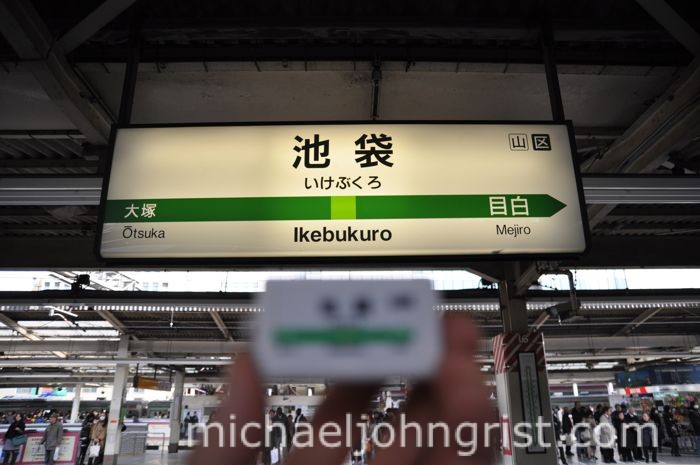 池袋
山 区
いけぶくろ
大塚 目白
Ōtsuka Ikebukuro Mejiro
michaeljohngrist.com